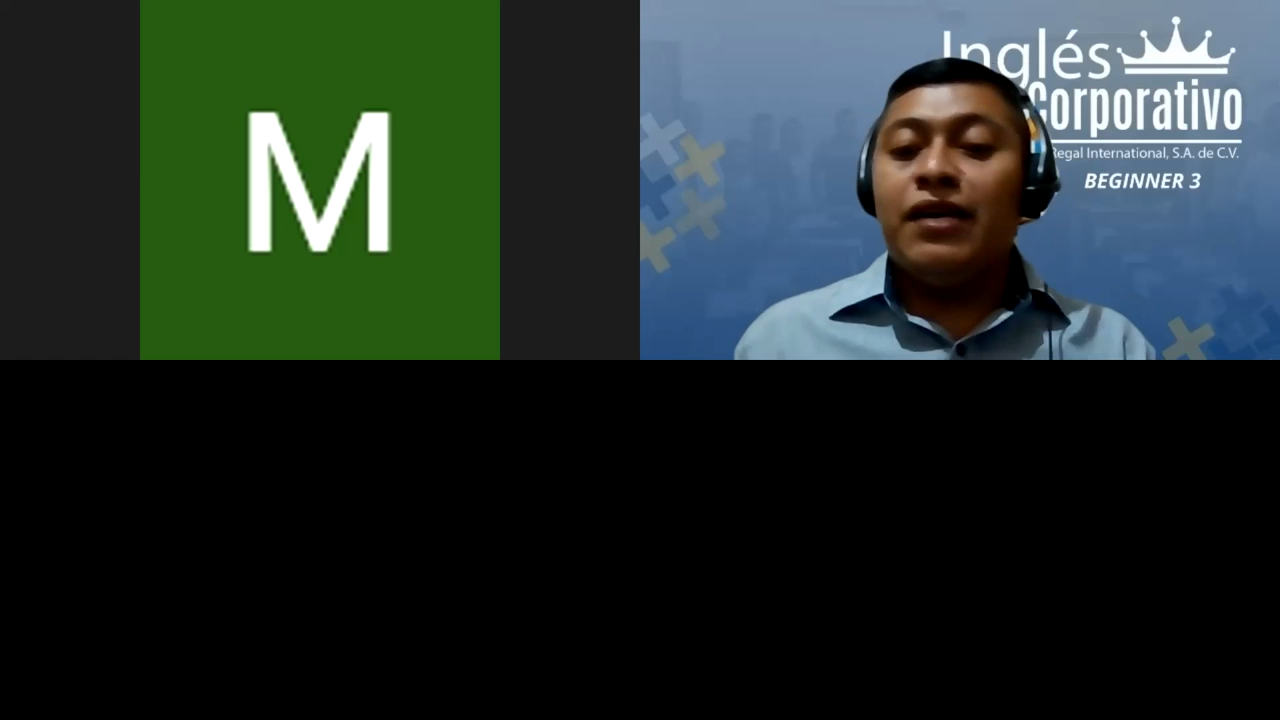 M
Inglés
Corporativo
Regal International, S.A. de C.V.
BEGINNER 3